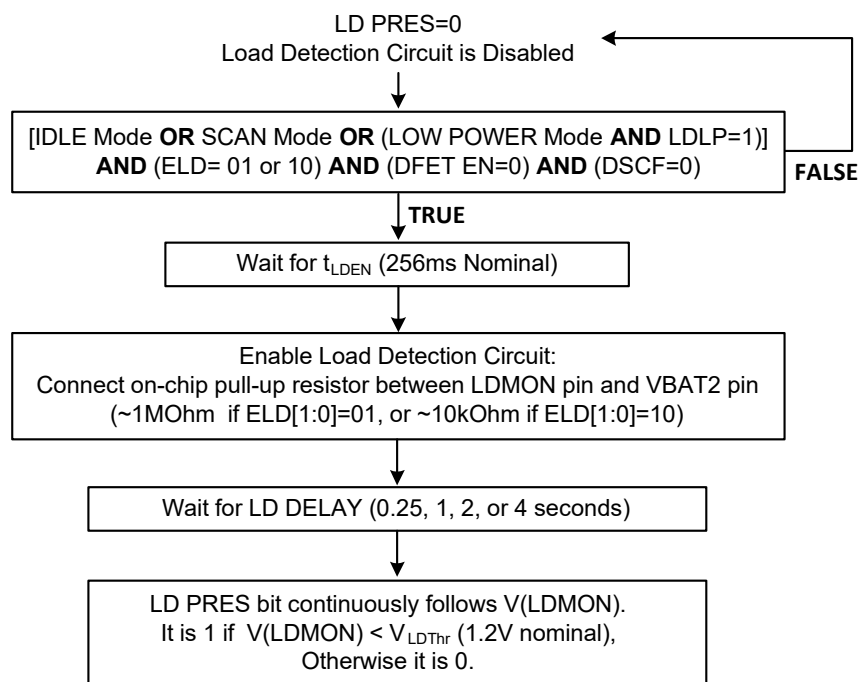 LD PRES=0
Load Detection Circuit is Disabled
[IDLE Mode OR SCAN Mode OR (LOW POWER Mode AND LDLP=1)]
AND (ELD= 01 or 10) AND (DFET EN=0) AND (DSCF=0)
FALSE
TRUE
Wait for tLDEN (256ms Nominal)
Enable Load Detection Circuit:
Connect on-chip pull-up resistor between LDMON pin and VBAT2 pin
(~1MOhm if ELD[1:0]=01, or ~10kOhm if ELD[1:0]=10)
Wait for LD DELAY (0.25, 1, 2, or 4 seconds)
LD PRES bit continuously follows V(LDMON).
It is 1 if V(LDMON) < VLDThr (1.2V nominal),
Otherwise it is 0.